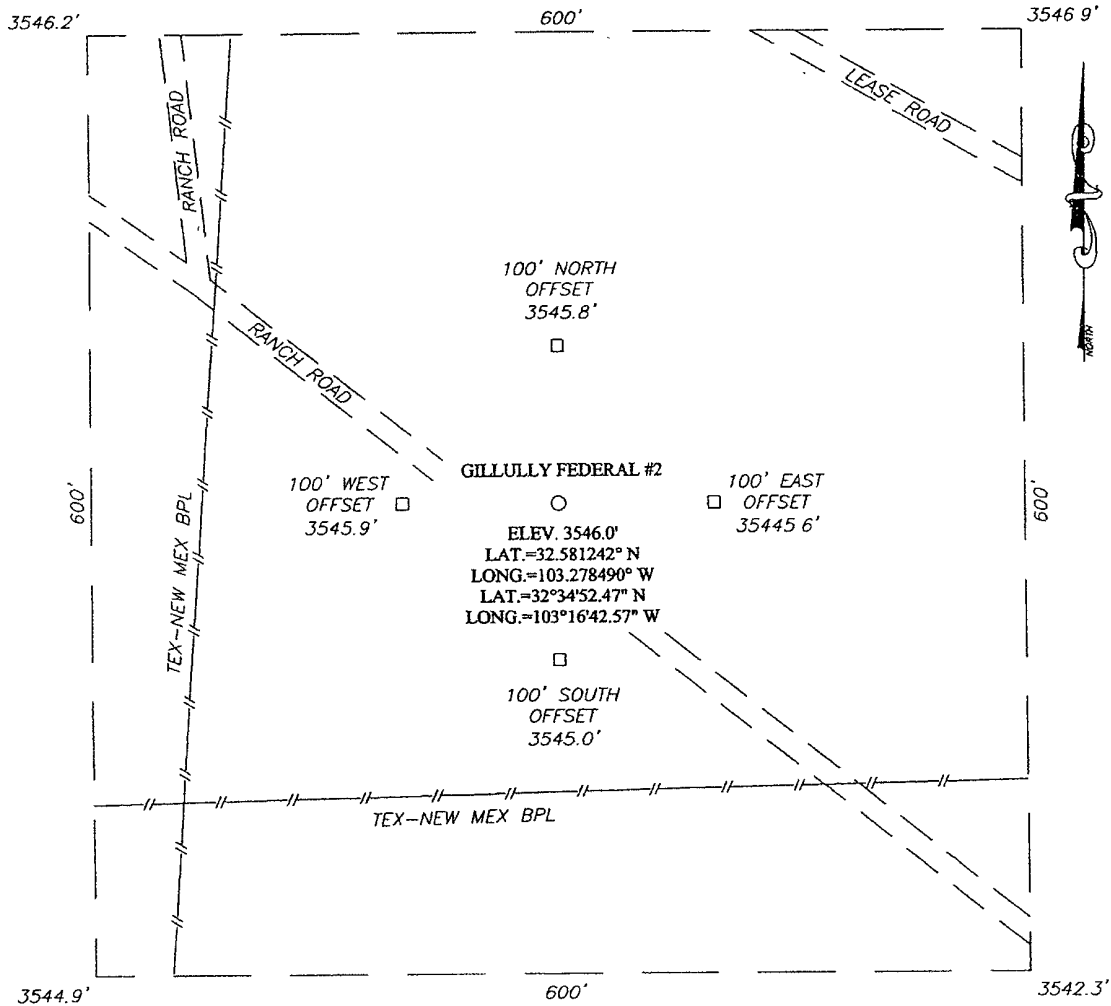 3546.2'
600'
3546 9'
RANCH ROAD
LEASE ROAD
NORTH
100' NORTH
OFFSET
3545.8'
RANCH ROAD
600'
TEX-NEW MEX BPL
100' WEST
OFFSET
3545.9'
GILLULLY FEDERAL #2
100' EAST
OFFSET
35445 6'
600'
ELEV. 3546.0'
LAT.=32.581242° N
LONG.=103.278490° W
LAT.=32°34'52.47" N
LONG.=103°16'42.57" W
100' SOUTH
OFFSET
3545.0'
TEX-NEW MEX BPL
3544.9'
600'
3542.3'